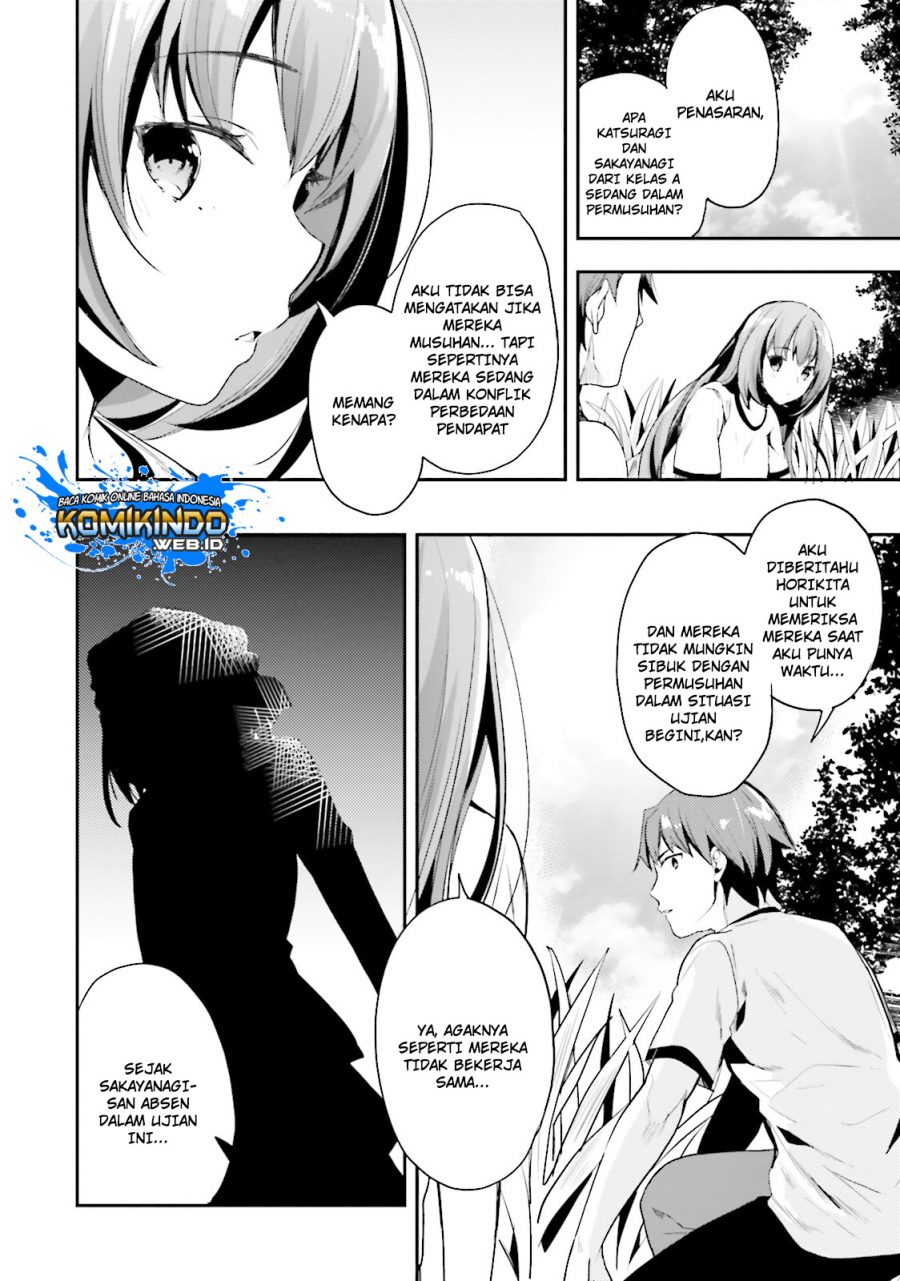 AKU
PENASARAN,
APA
KATSURAGI
DAN
SAKAYANAGI
DARI KELAS A
SEDANG DALAM
PERMUSUHAN?
AKU TIDAK BISA
MENGATAKAN JIKA
MEREKA
MUSUHAN... TAPI
SEPERTINYA
MEREKA SEDANG
DALAM KONFLIK
PERBEDAAN
PENDAPAT
MEMANG
KENAPA?
BACA KOMIK ONLINE BAHASA INDONESIA
KOMIKINDO
WEB.ID
AKU
DIBERITAHU
HORIKITA
UNTUK
MEMERIKSA
MEREKA SAAT
AKU PUNYA
WAKTU...
DAN MEREKA
TIDAK MUNGKIN
SIBUK DENGAN
PERMUSUHAN
DALAM SITUASI
UJIAN
BEGINI,KAN?
YA, AGAKNYA
SEPERTI MEREKA
TIDAK
BEKERJA
SAMA...
SEJAK
SAKAYANAGI-
SAN ABSEN
DALAM UJIAN
INI...